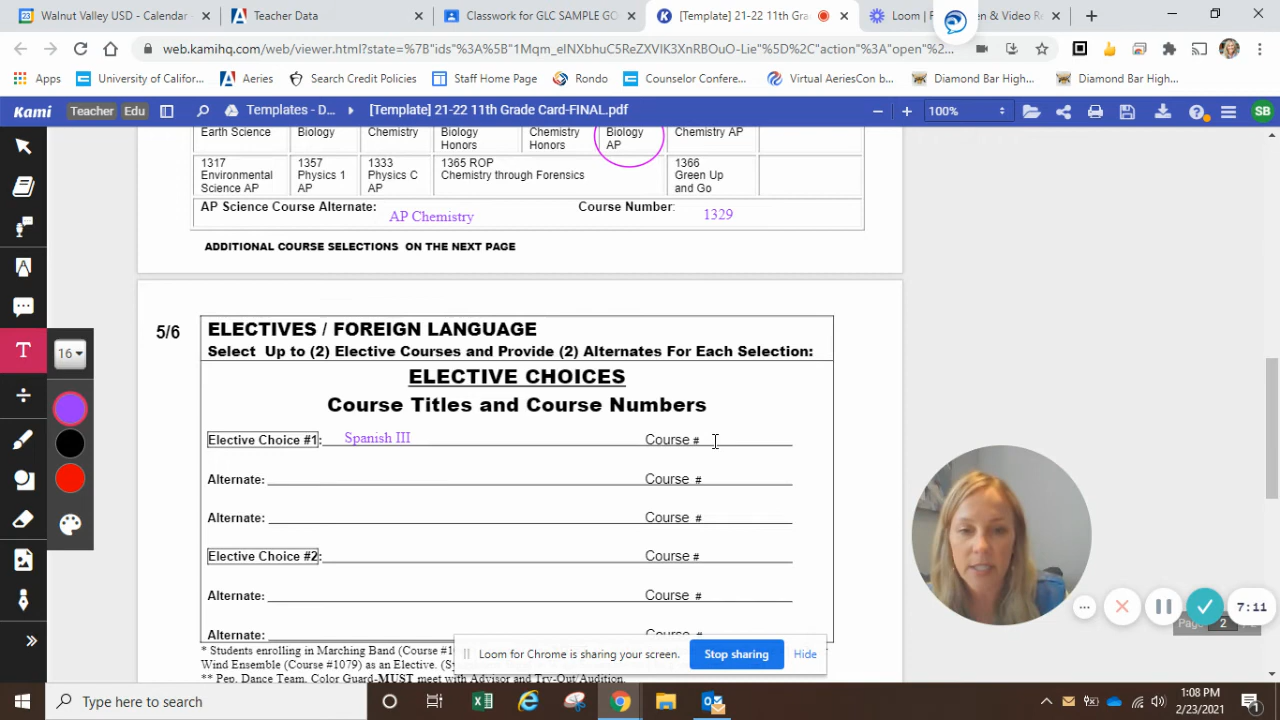 Walnut Valley USD - Calendar -
Teacher Data
Classwork for GLC SAMPLE GO
[Template] 21-22 11th Gra
Loom | F
en & Video Re
web.kamihq.com/web/viewer.html?state=%7B"ids"%3A%5B"1Mqm_elNXbhuC5ReZXVIK3XnRBOuO-Lie"%5D%2C"action"%3A"open"%2C...
Apps
University of Califor...
Aeries
Search Credit Policies
Staff Home Page
Rondo
Counselor Confere...
Virtual AeriesCon b...
Diamond Bar High...
Diamond Bar High...
Kami Teacher Edu
Templates - D... [Template] 21-22 11th Grade Card-FINAL.pdf
100%
SB
Earth Science
Biology
Chemistry
Biology Honors
Chemistry Honors
Biology AP
Chemistry AP
1317 Environmental Science AP
1357 Physics 1 AP
1333 Physics C AP
1365 ROP Chemistry through Forensics
1366 Green Up and Go
AP Science Course Alternate: AP Chemistry Course Number: 1329
ADDITIONAL COURSE SELECTIONS ON THE NEXT PAGE
5/6
ELECTIVES / FOREIGN LANGUAGE
Select Up to (2) Elective Courses and Provide (2) Alternates For Each Selection:
ELECTIVE CHOICES
Course Titles and Course Numbers
Elective Choice #1: Spanish III Course #
Alternate: Course #
Alternate: Course #
Elective Choice #2: Course #
Alternate: Course #
Alternate: Course #
* Students enrolling in Marching Band (Course #1
Wind Ensemble (Course #1079) as an Elective. (S
** Pep, Dance Team, Color Guard-MUST meet with Advisor and Try-Out/Audition.
16
Loom for Chrome is sharing your screen.
Stop sharing
Hide
7:11
Page 2
Type here to search
1:08 PM
2/23/2021